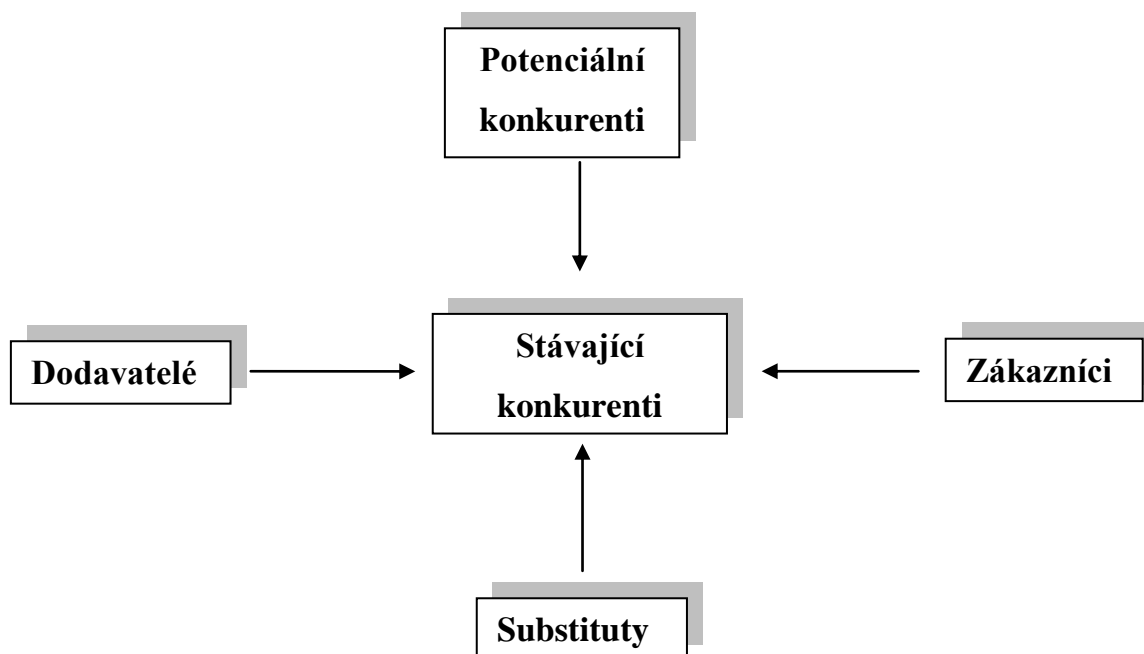 Potenciální
konkurenti
Stávající
konkurenti
Dodavatelé
Zákazníci
Substituty